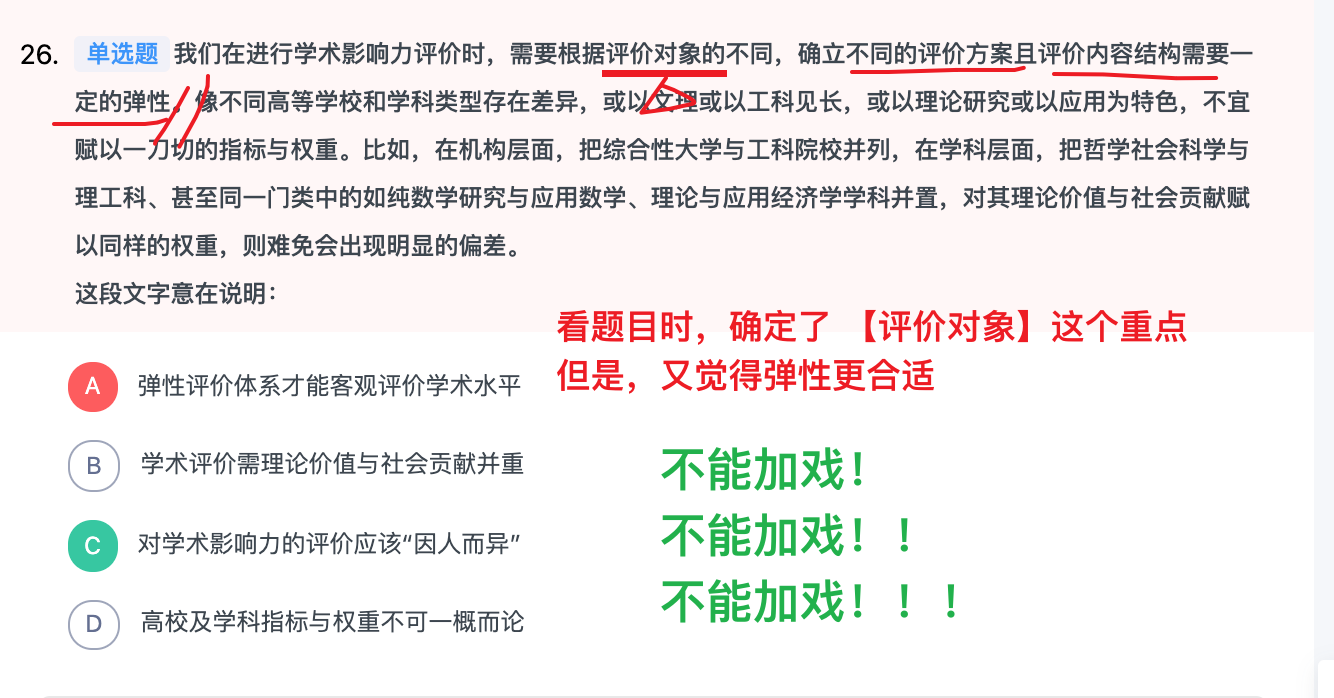 26. 单选题 我们在进行学术影响力评价时，需要根据评价对象的不同，确立不同的评价方案且评价内容结构需要一
定的弹性。像不同高等学校和学科类型存在差异，或以文理或以工科见长，或以理论研究或以应用为特色，不宜
赋以一刀切的指标与权重。比如，在机构层面，把综合性大学与工科院校并列，在学科层面，把哲学社会科学与
理工科、甚至同一门类中的如纯数学研究与应用数学、理论与应用经济学学科并置，对其理论价值与社会贡献赋
以同样的权重，则难免会出现明显的偏差。
这段文字意在说明：
看题目时，确定了 【评价对象】这个重点
但是，又觉得弹性更合适
A 弹性评价体系才能客观评价学术水平
B 学术评价需理论价值与社会贡献并重
不能加戏！
C 对学术影响力的评价应该“因人而异”
不能加戏！！
D 高校及学科指标与权重不可一概而论
不能加戏！！！